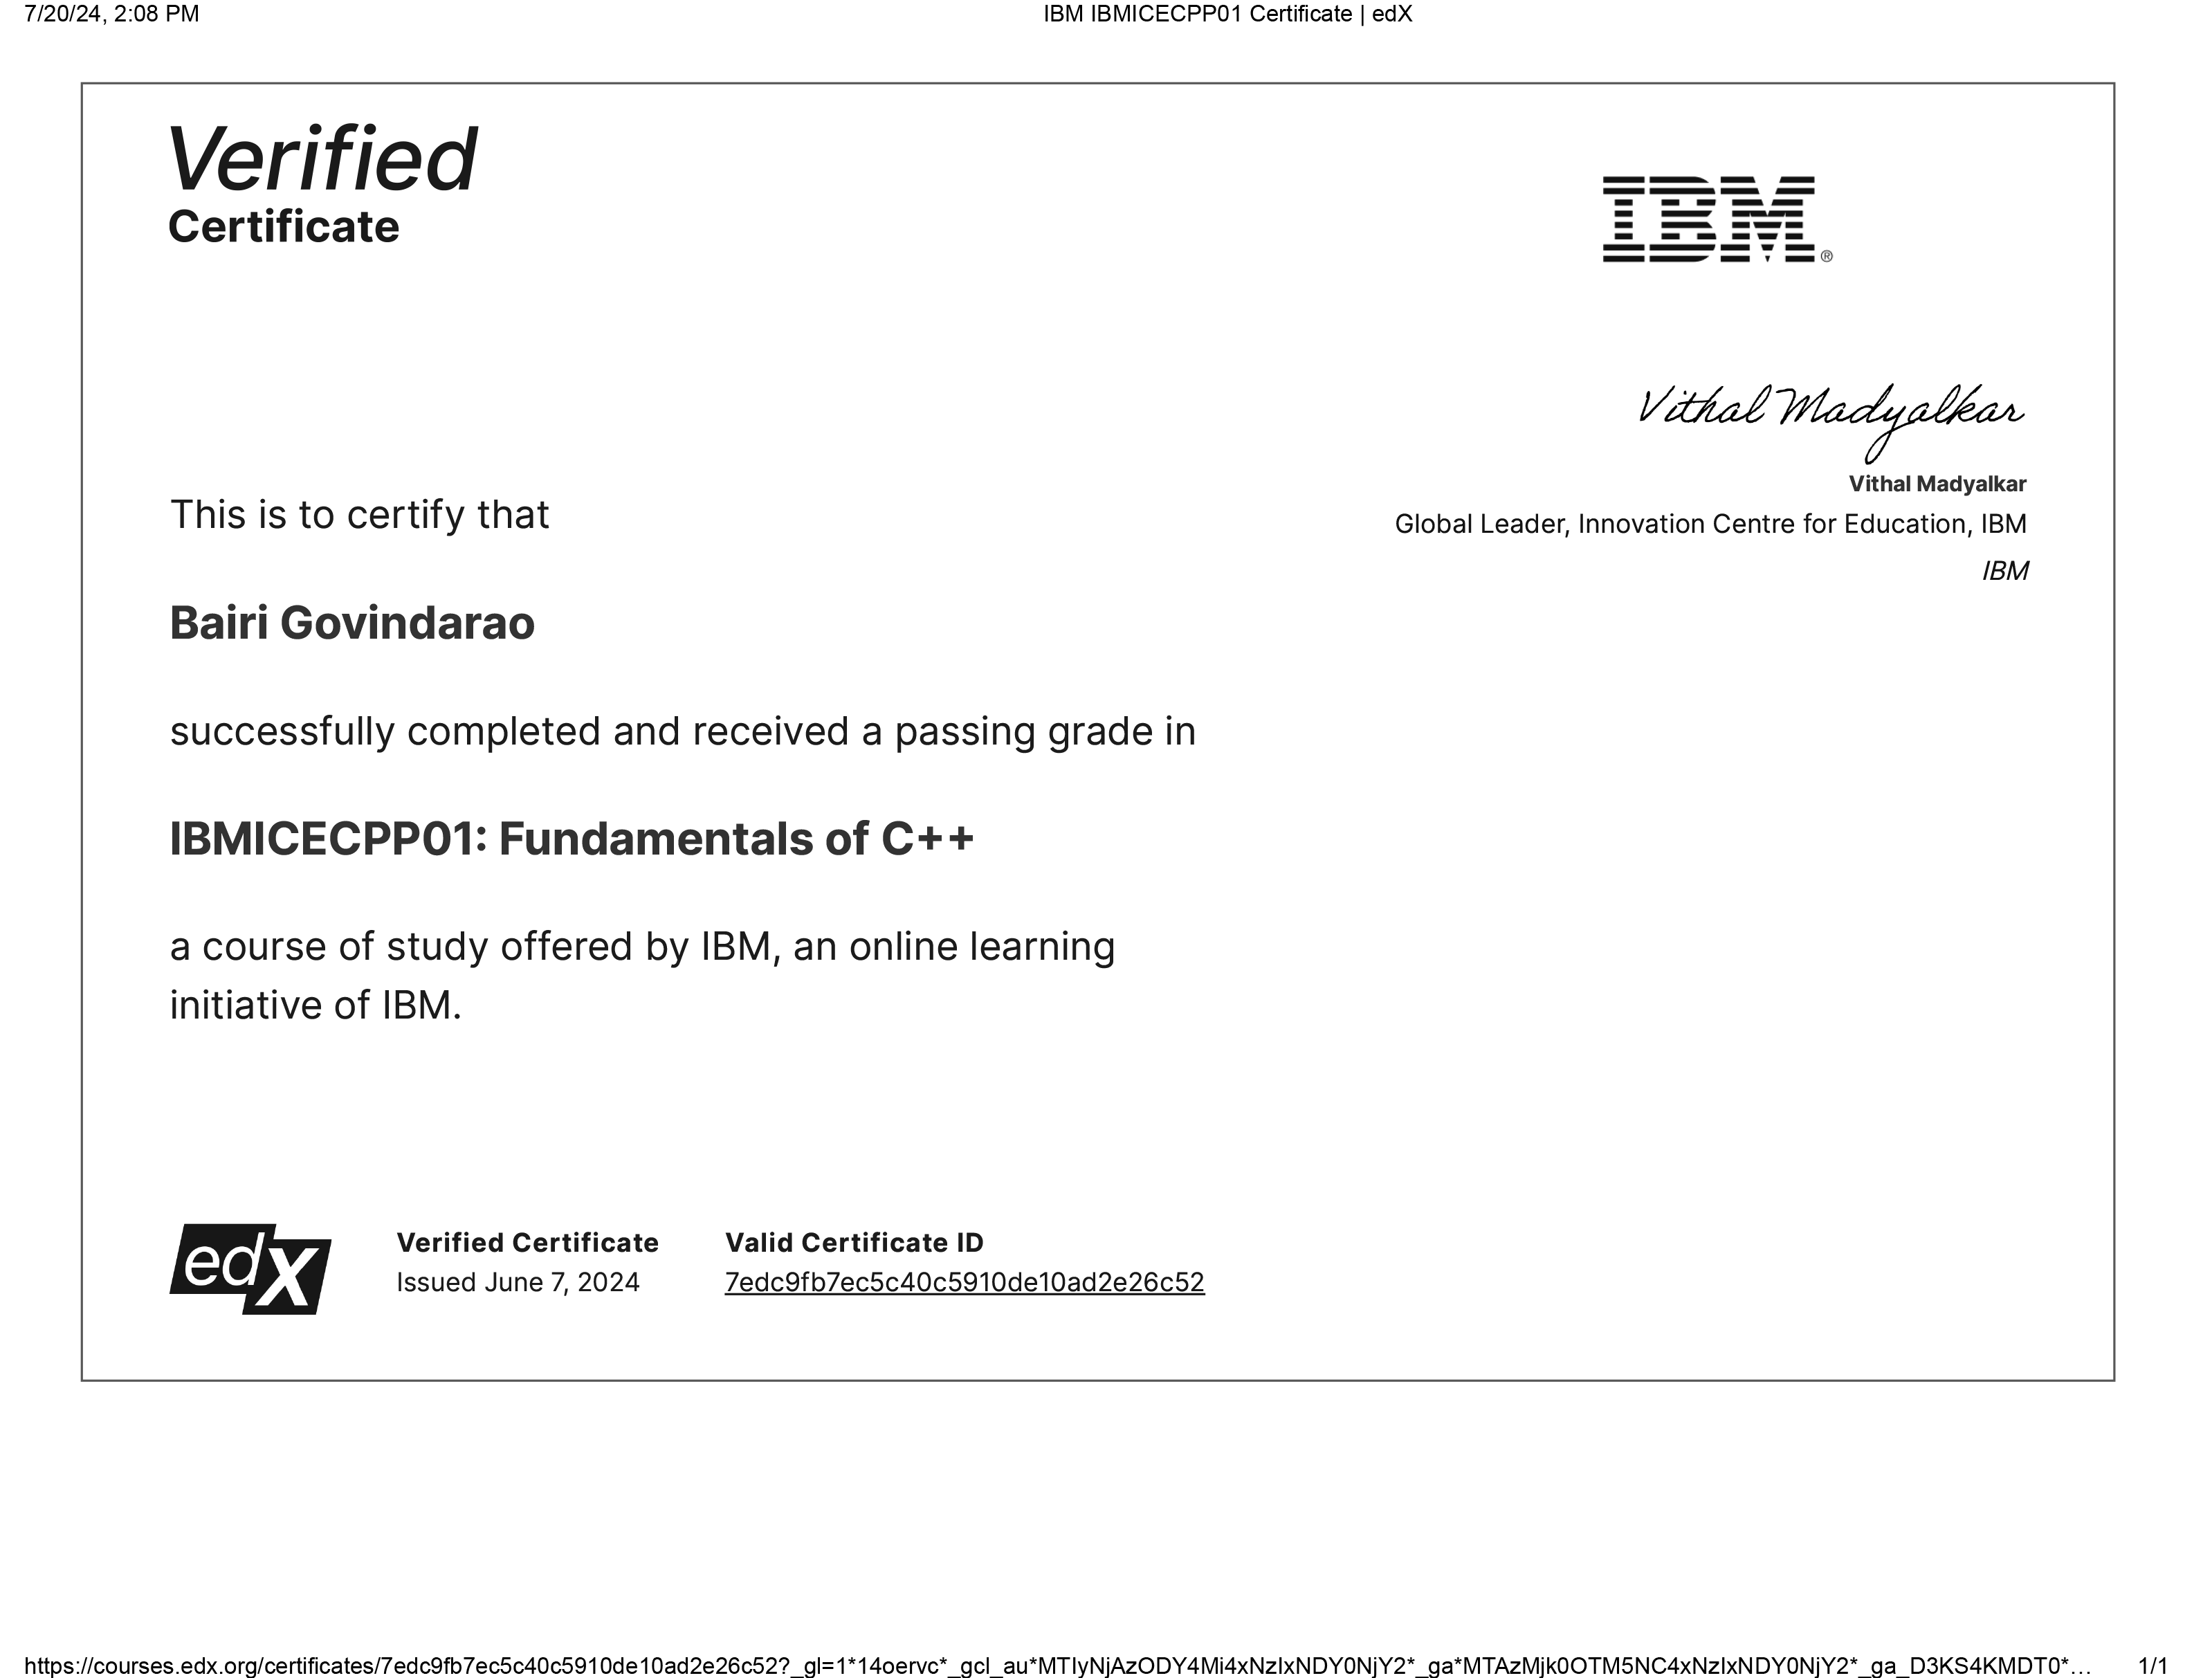 7/20/24, 2:08 PM
IBM IBMICECPP01 Certificate | edX
Verified
Certificate
IBM®
Vithal Madyalkar
Vithal Madyalkar
Global Leader, Innovation Centre for Education, IBM
IBM
This is to certify that
Bairi Govindarao
successfully completed and received a passing grade in
IBMICECPP01: Fundamentals of C++
a course of study offered by IBM, an online learning
initiative of IBM.
edX
Verified Certificate
Issued June 7, 2024
Valid Certificate ID
7edc9fb7ec5c40c5910de10ad2e26c52
https://courses.edx.org/certificates/7edc9fb7ec5c40c5910de10ad2e26c52?_gl=1*14oervc*_gcl_au*MTIyNjAzODY4Mi4xNzIxNDY0NjY2*_ga*MTAzMjk0OTM5NC4xNzIxNDY0NjY2*_ga_D3KS4KMDT0*…
1/1